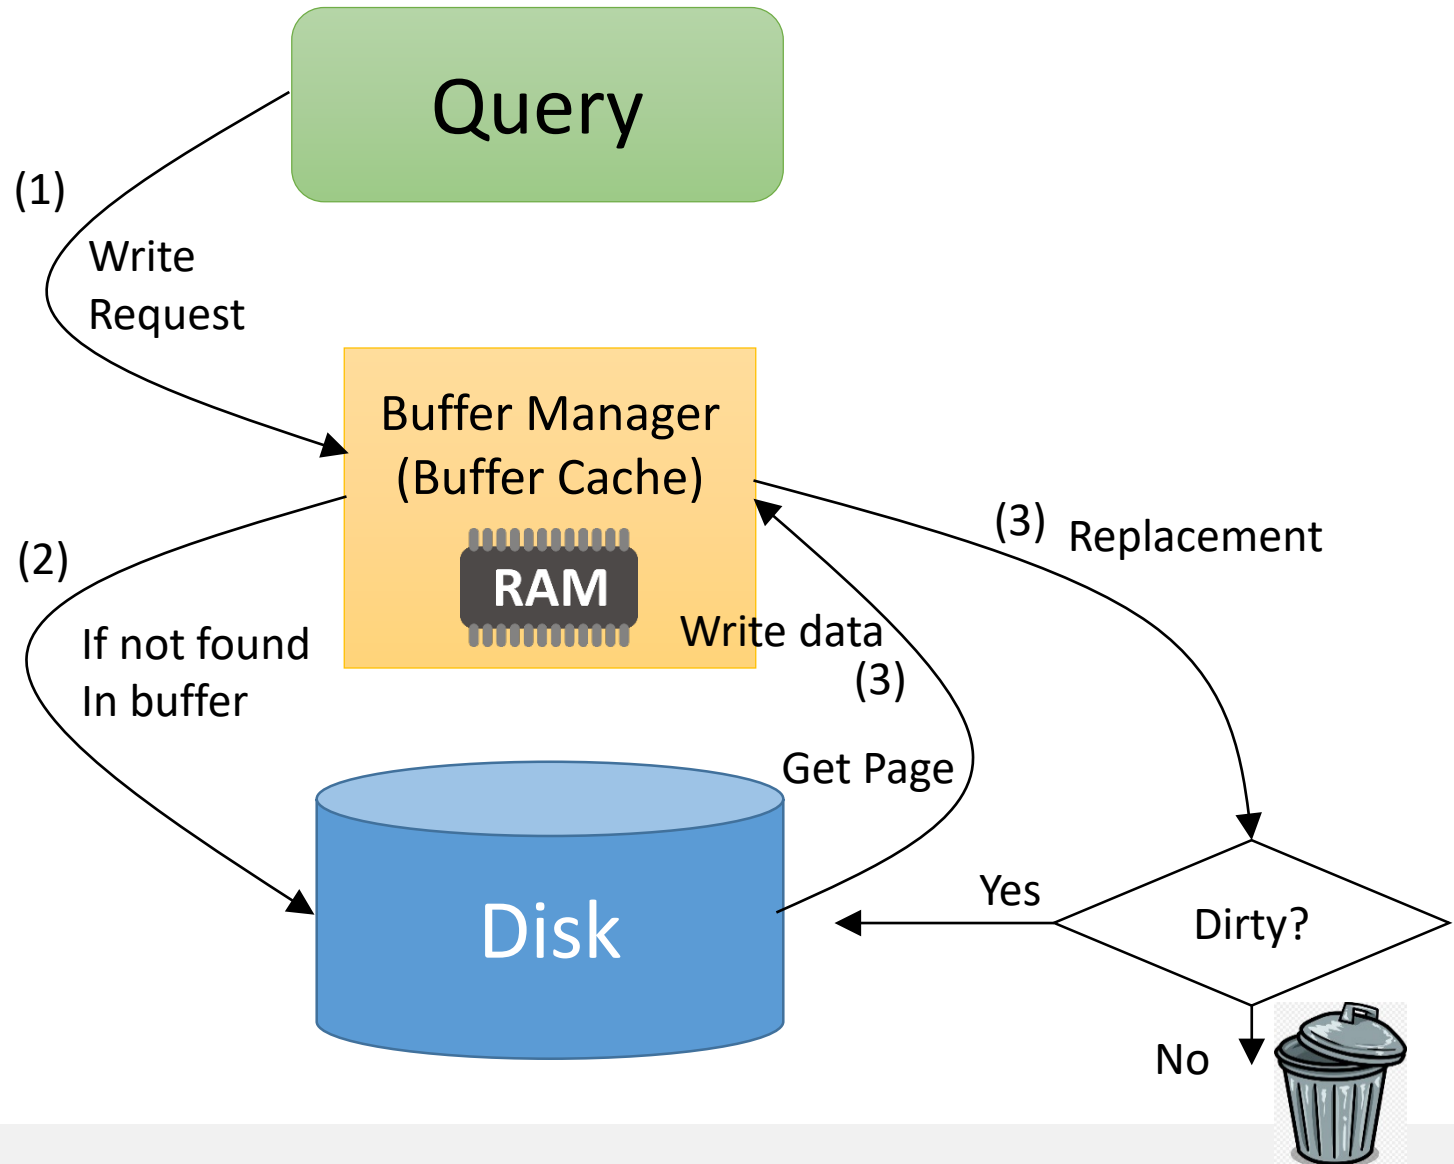 Query
(1)
Write
Request
Buffer Manager
(Buffer Cache)
RAM
(2)
If not found
In buffer
(3)
Replacement
Write data
(3)
Get Page
Disk
Yes
Dirty?
No